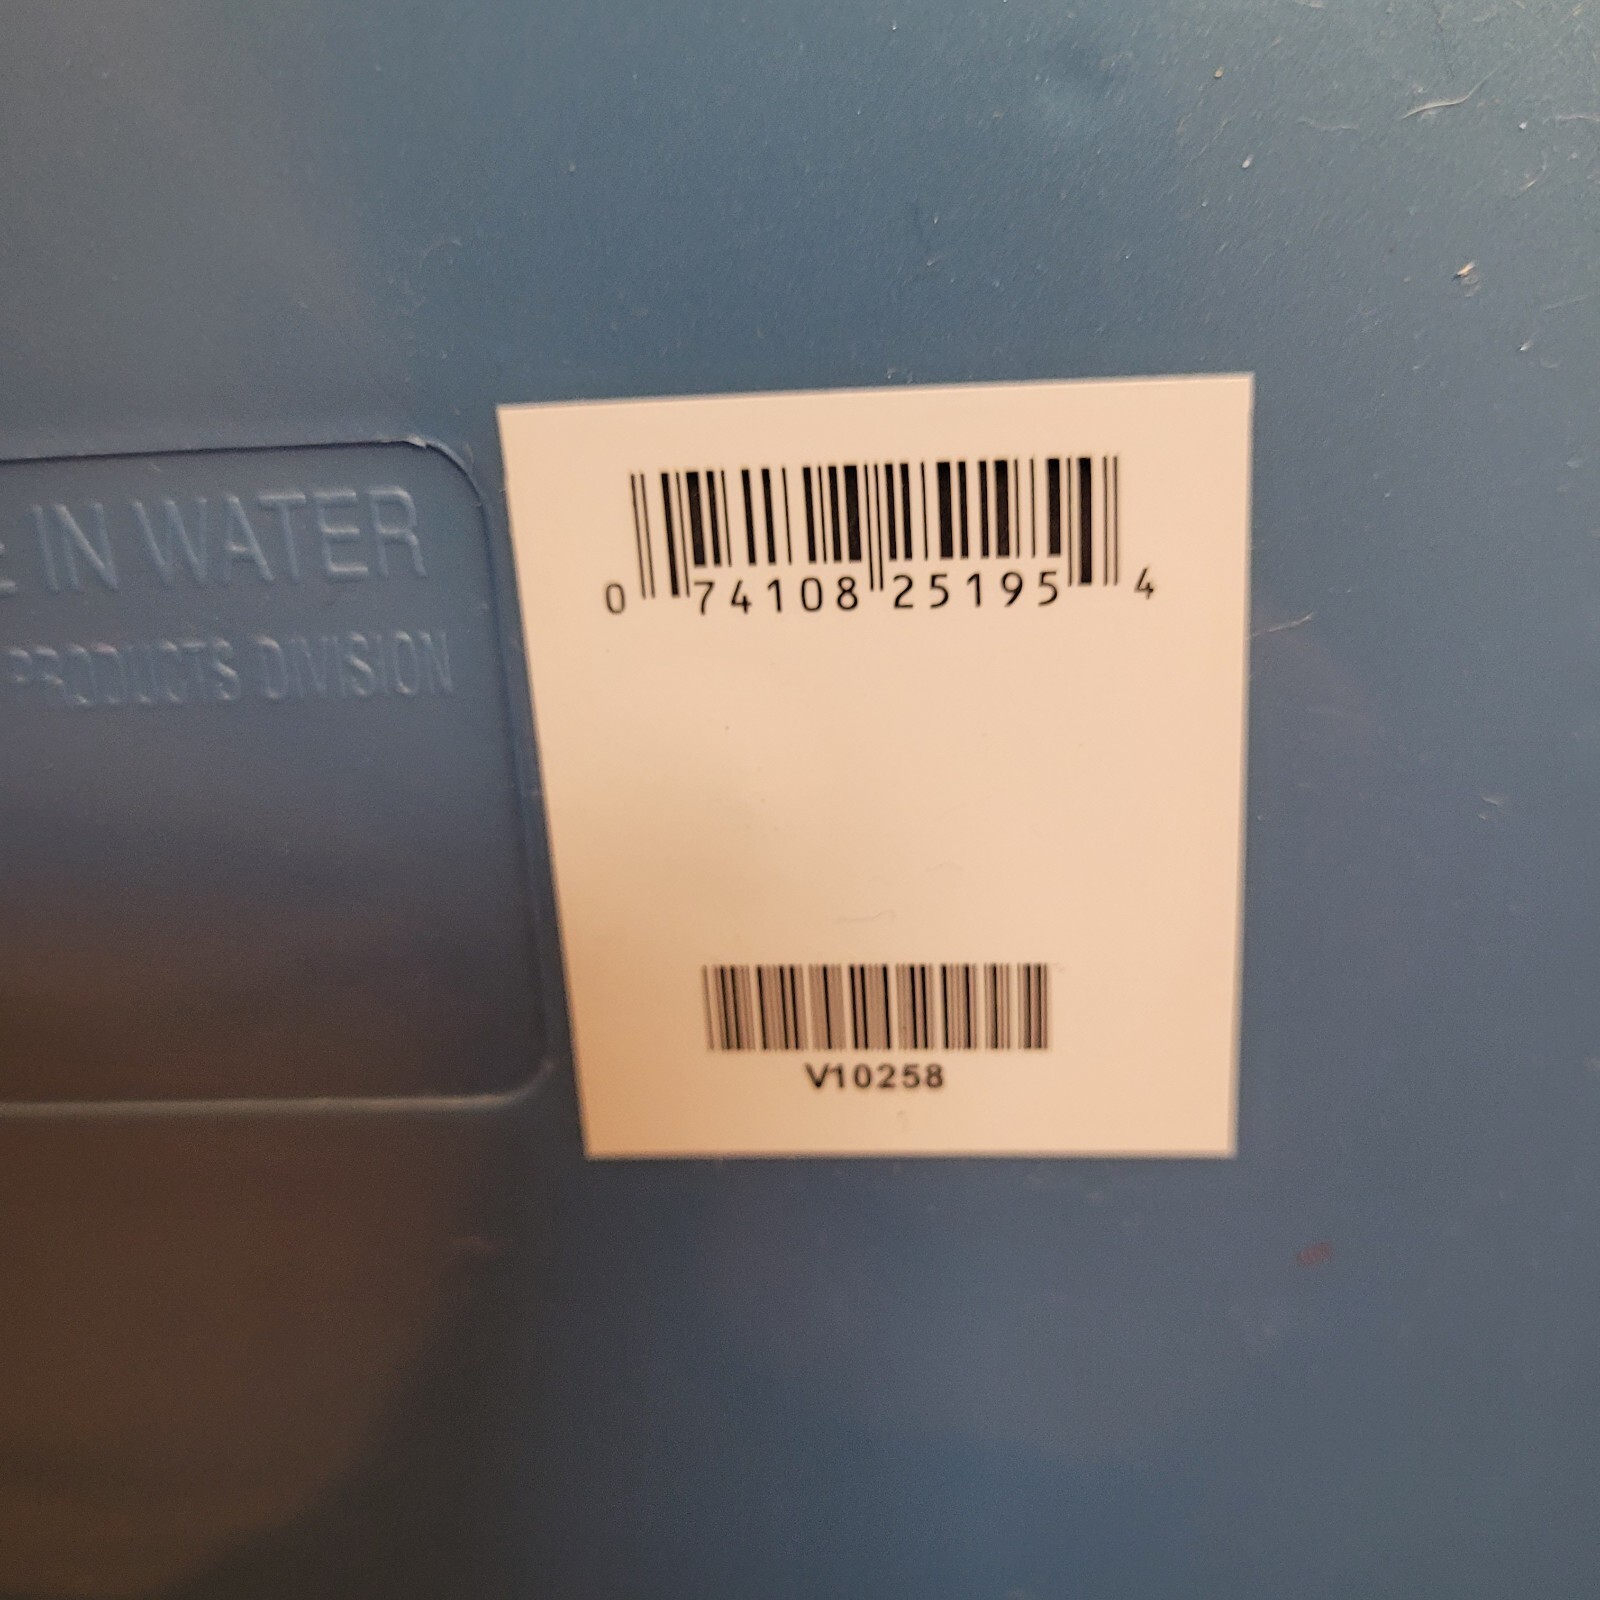 IN WATER
PRODUCTS DIVISION
0 74108 25195 4
V10258